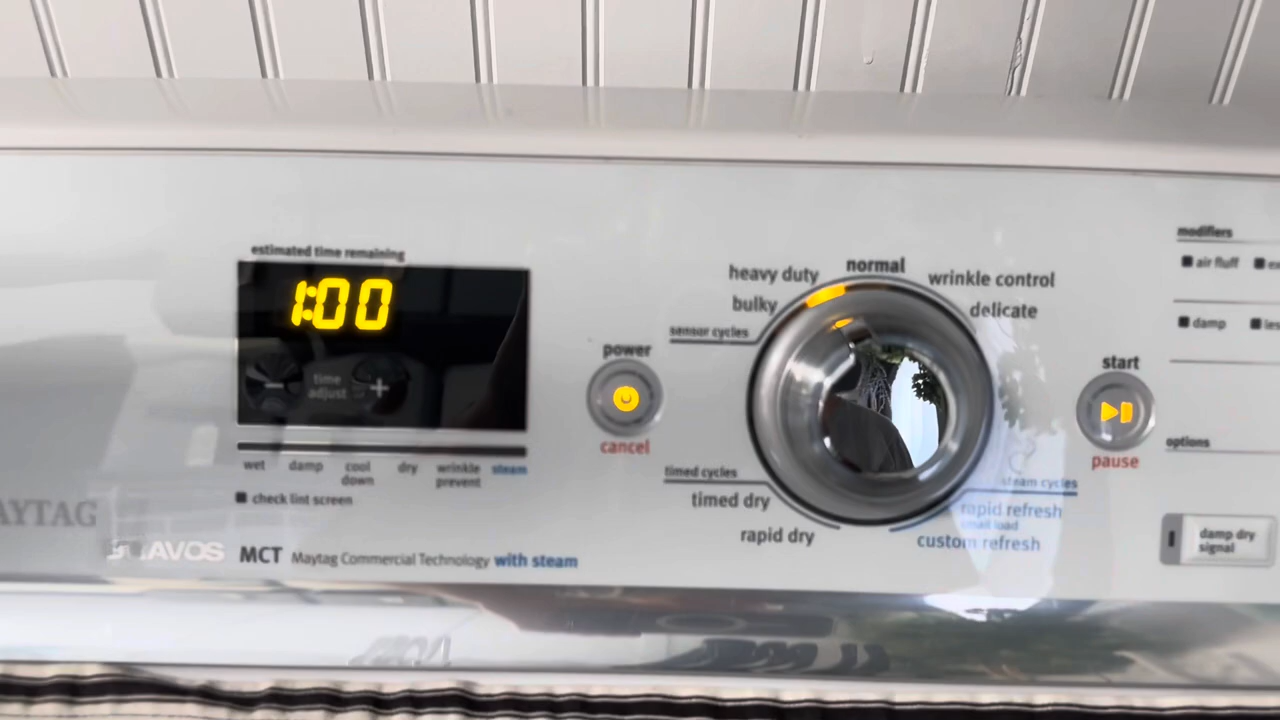 estimated time remaining
1:00
time
adjust
wet damp cool down dry wrinkle prevent steam
check lint screen
AYTAG
AVOS
MCT Maytag Commercial Technology with steam
power
cancel
heavy duty
bulky
sensor cycles
normal
wrinkle control
delicate
timed cycles
timed dry
rapid dry
steam cycles
rapid refresh
small load
custom refresh
start
pause
modifiers
air fluff
damp
options
damp dry
signal